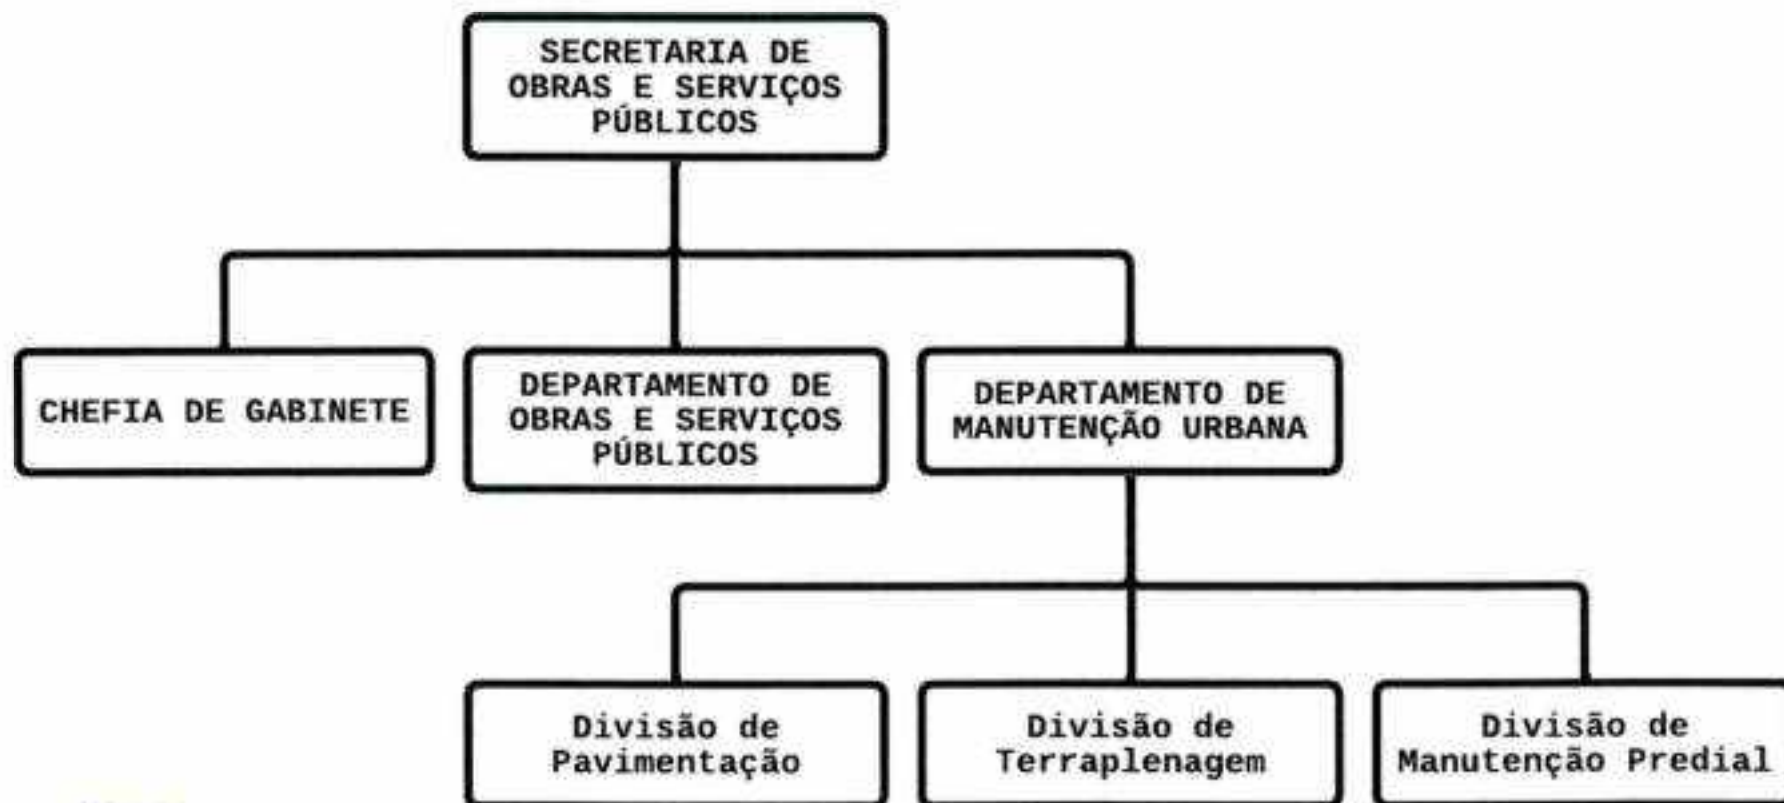 SECRETARIA DE
OBRAS E SERVIÇOS
PÚBLICOS
CHEFIA DE GABINETE
DEPARTAMENTO DE
OBRAS E SERVIÇOS
PÚBLICOS
DEPARTAMENTO DE
MANUTENÇÃO URBANA
Divisão de
Pavimentação
Divisão de
Terraplenagem
Divisão de
Manutenção Predial